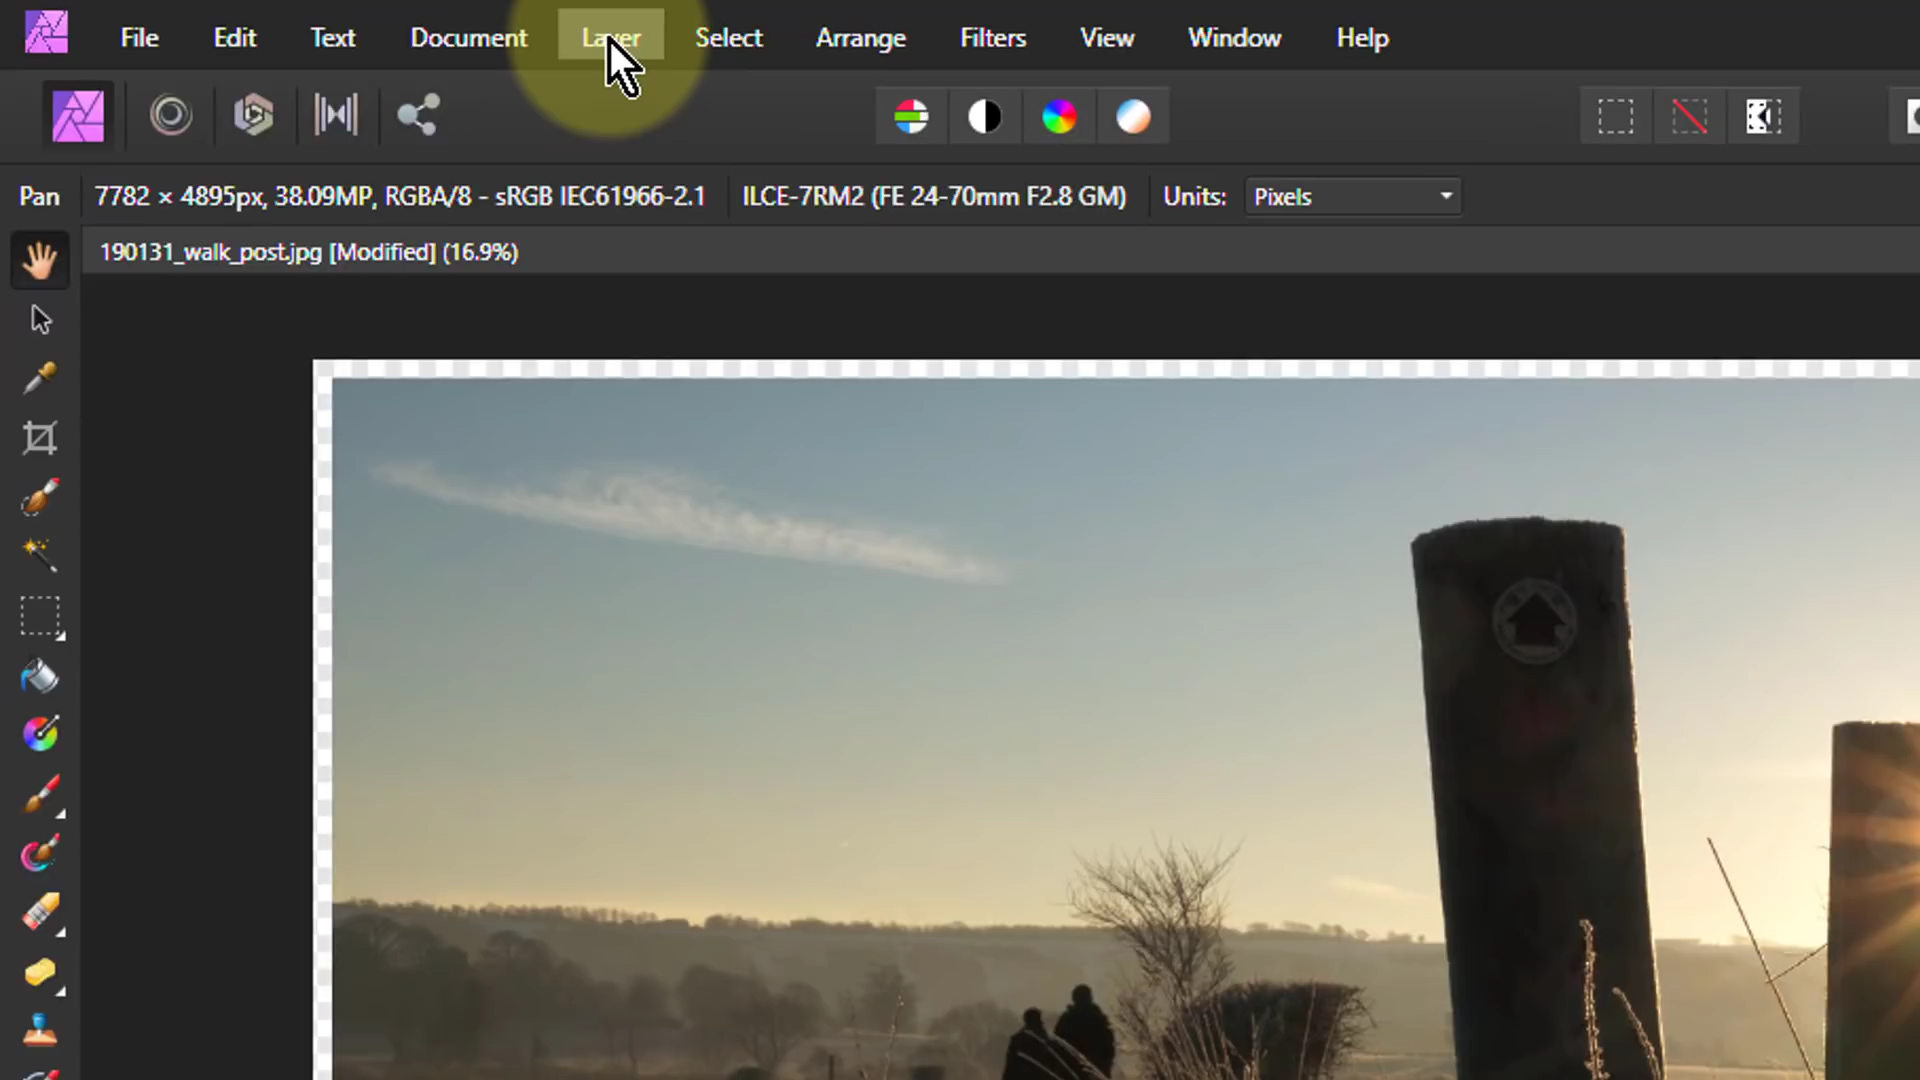 File Edit Text Document Layer Select Arrange Filters View Window Help
Pan 7782 × 4895px, 38.09MP, RGBA/8 - sRGB IEC61966-2.1 ILCE-7RM2 (FE 24-70mm F2.8 GM) Units: Pixels
190131_walk_post.jpg [Modified] (16.9%)